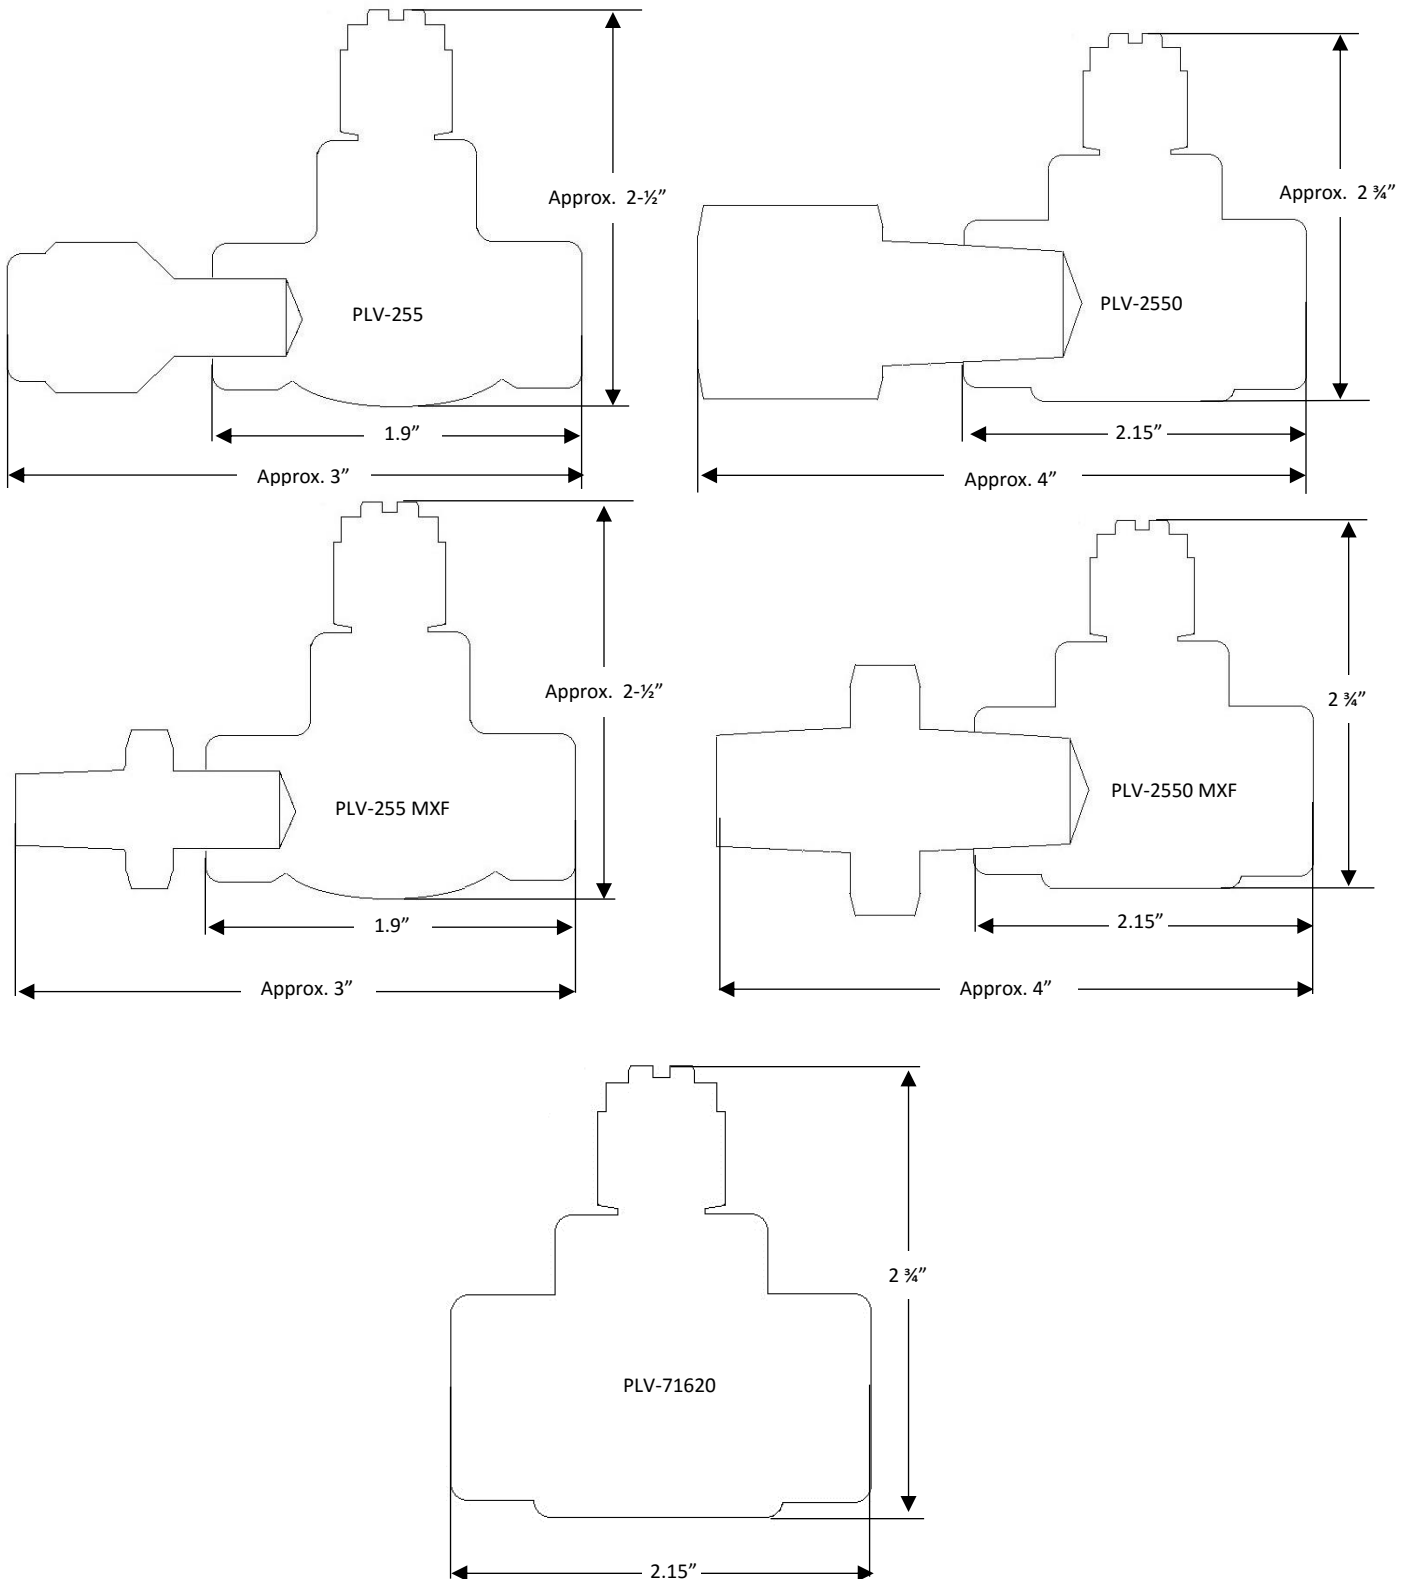 Approx. 2-½”
Approx. 2 ¾”
PLV-255
PLV-2550
1.9”
2.15”
Approx. 3”
Approx. 4”
Approx. 2-½”
2 ¾”
PLV-255 MXF
PLV-2550 MXF
1.9”
2.15”
Approx. 3”
Approx. 4”
2 ¾”
PLV-71620
2.15”